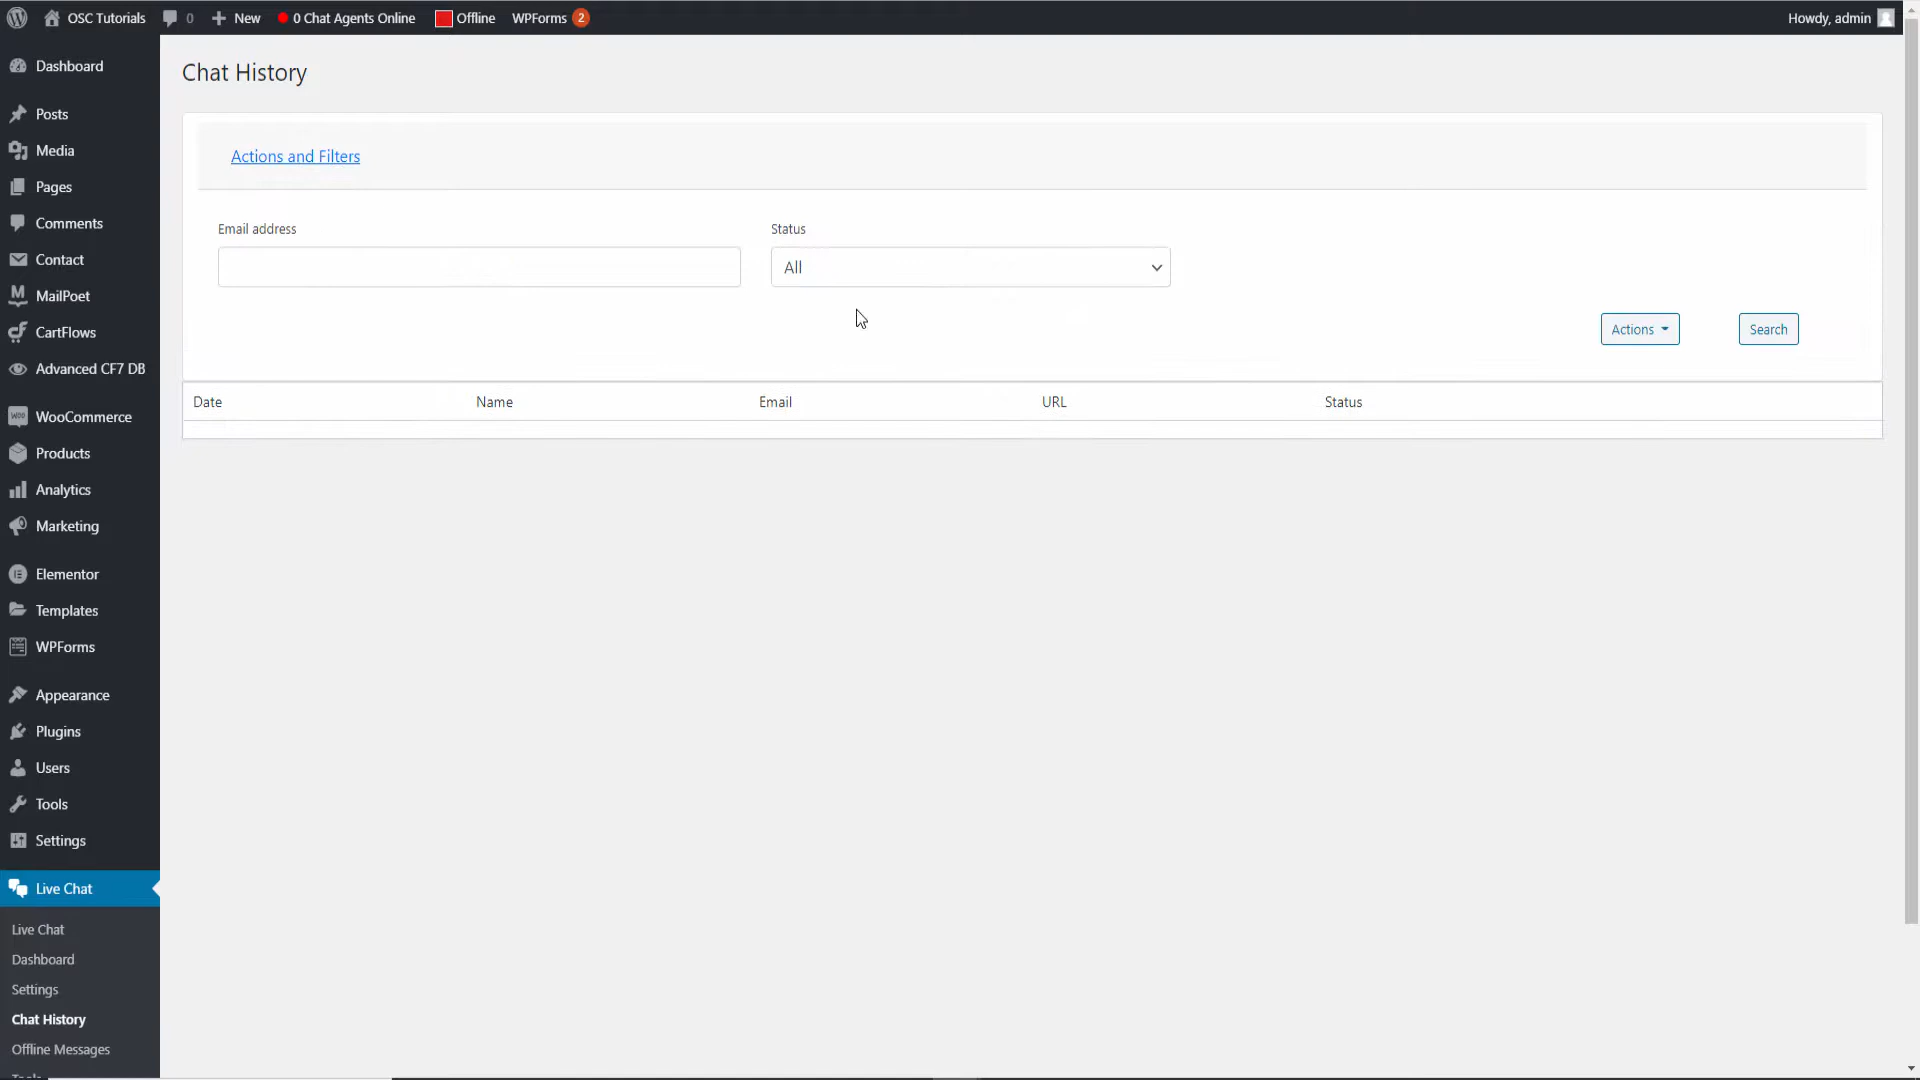 OSC Tutorials 0 New 0 Chat Agents Online Offline WPForms 2 Howdy, admin
Dashboard
Posts
Media
Pages
Comments
Contact
MailPoet
CartFlows
Advanced CF7 DB
WooCommerce
Products
Analytics
Marketing
Elementor
Templates
WPForms
Appearance
Plugins
Users
Tools
Settings
Live Chat
Live Chat
Dashboard
Settings
Chat History
Offline Messages
Chat History
Actions and Filters
Email address Status
All
Actions Search
Date Name Email URL Status